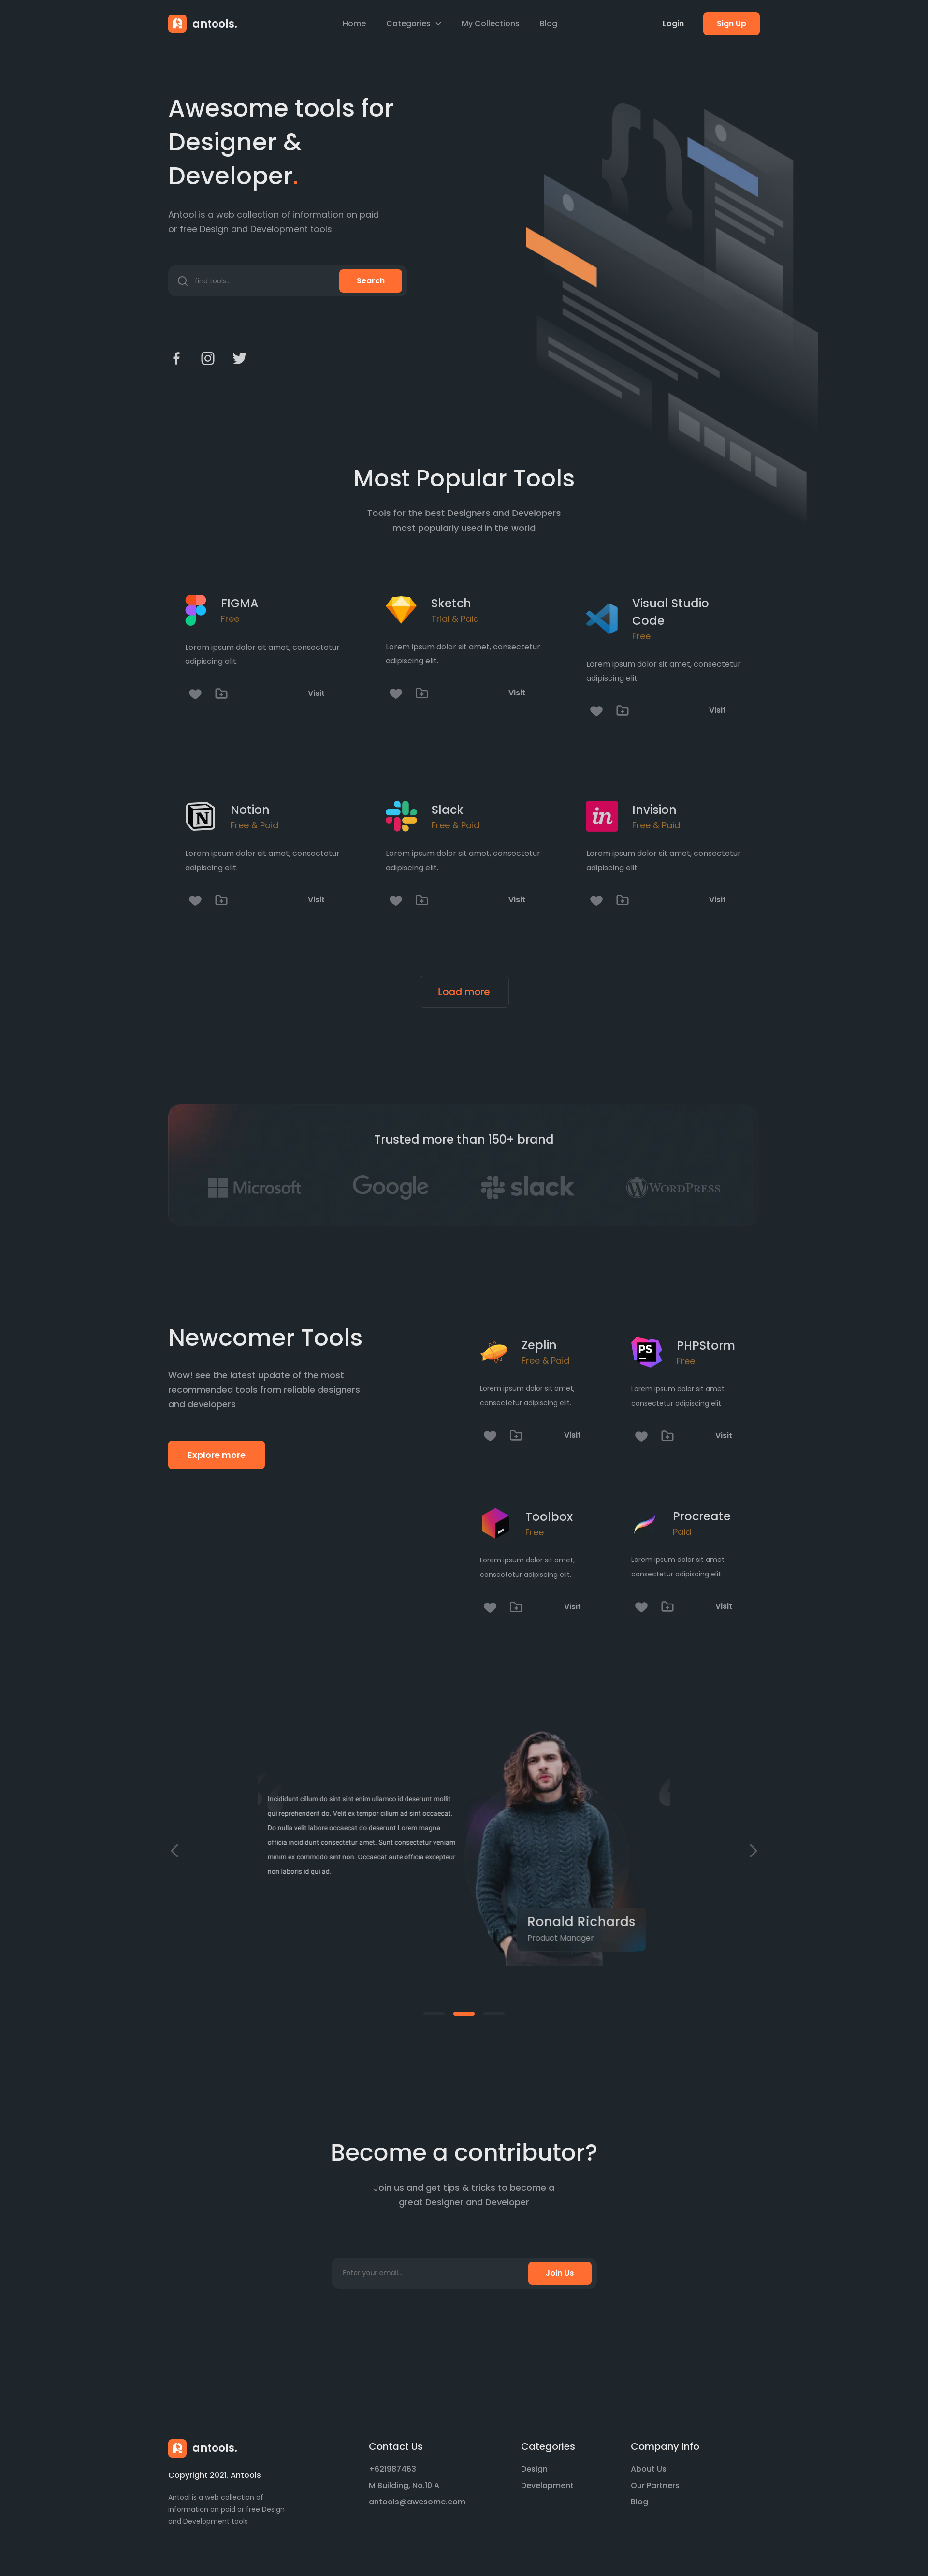 antools.
Home
Categories
My Collections
Blog
Login
Sign Up
Awesome tools for
Designer &
Developer.
Antool is a web collection of information on paid
or free Design and Development tools
find tools...
Search
Most Popular Tools
Tools for the best Designers and Developers
most popularly used in the world
FIGMA
Free
Lorem ipsum dolor sit amet, consectetur
adipiscing elit.
Visit
Sketch
Trial & Paid
Lorem ipsum dolor sit amet, consectetur
adipiscing elit.
Visit
Visual Studio
Code
Free
Lorem ipsum dolor sit amet, consectetur
adipiscing elit.
Visit
N
Notion
Free & Paid
Lorem ipsum dolor sit amet, consectetur
adipiscing elit.
Visit
Slack
Free & Paid
Lorem ipsum dolor sit amet, consectetur
adipiscing elit.
Visit
in
Invision
Free & Paid
Lorem ipsum dolor sit amet, consectetur
adipiscing elit.
Visit
Load more
Trusted more than 150+ brand
Microsoft
Google
slack
WordPress
Newcomer Tools
Wow! see the latest update of the most
recommended tools from reliable designers
and developers
Explore more
Zeplin
Free & Paid
Lorem ipsum dolor sit amet,
consectetur adipiscing elit.
Visit
PS
PHPStorm
Free
Lorem ipsum dolor sit amet,
consectetur adipiscing elit.
Visit
Toolbox
Free
Lorem ipsum dolor sit amet,
consectetur adipiscing elit.
Visit
Procreate
Paid
Lorem ipsum dolor sit amet,
consectetur adipiscing elit.
Visit
Incididunt cillum do sint sint enim ullamco id deserunt mollit
qui reprehenderit do. Velit ex tempor cillum ad sint occaecat.
Do nulla velit labore occaecat do deserunt Lorem magna
officia incididunt consectetur amet. Sunt consectetur veniam
minim ex commodo sint non. Occaecat aute officia excepteur
non laboris id qui ad.
Ronald Richards
Product Manager
Become a contributor?
Join us and get tips & tricks to become a
great Designer and Developer
Enter your email...
Join Us
antools.
Copyright 2021. Antools
Antool is a web collection of
information on paid or free Design
and Development tools
Contact Us
+621987463
M Building, No.10 A
antools@awesome.com
Categories
Design
Development
Company Info
About Us
Our Partners
Blog